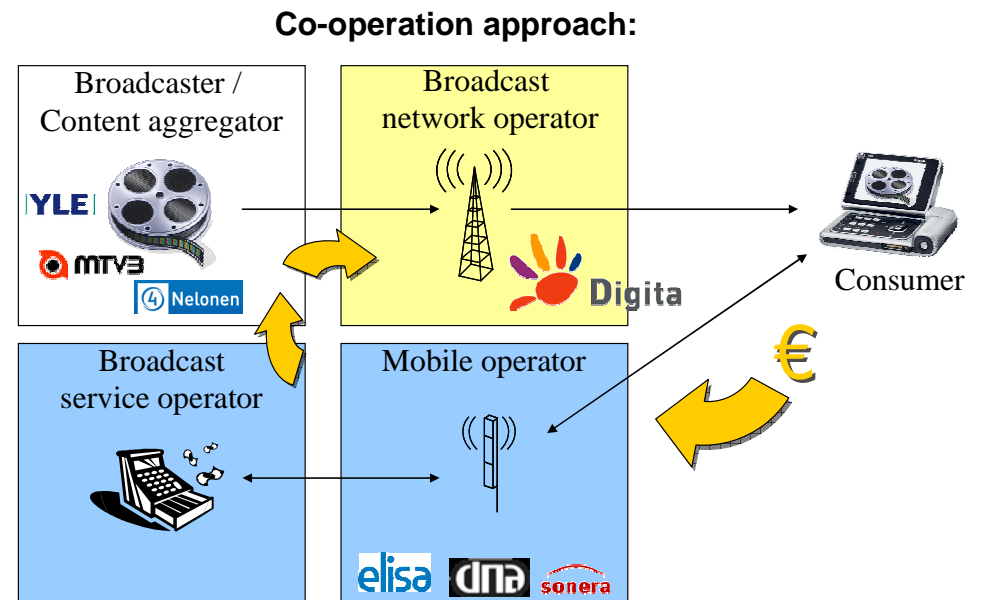 Co-operation approach:
Broadcaster /
Content aggregator
YLE
MTV3
4 Nelonen
Broadcast
network operator
Digita
Consumer
€
Broadcast
service operator
Mobile operator
elisa
dna
sonera